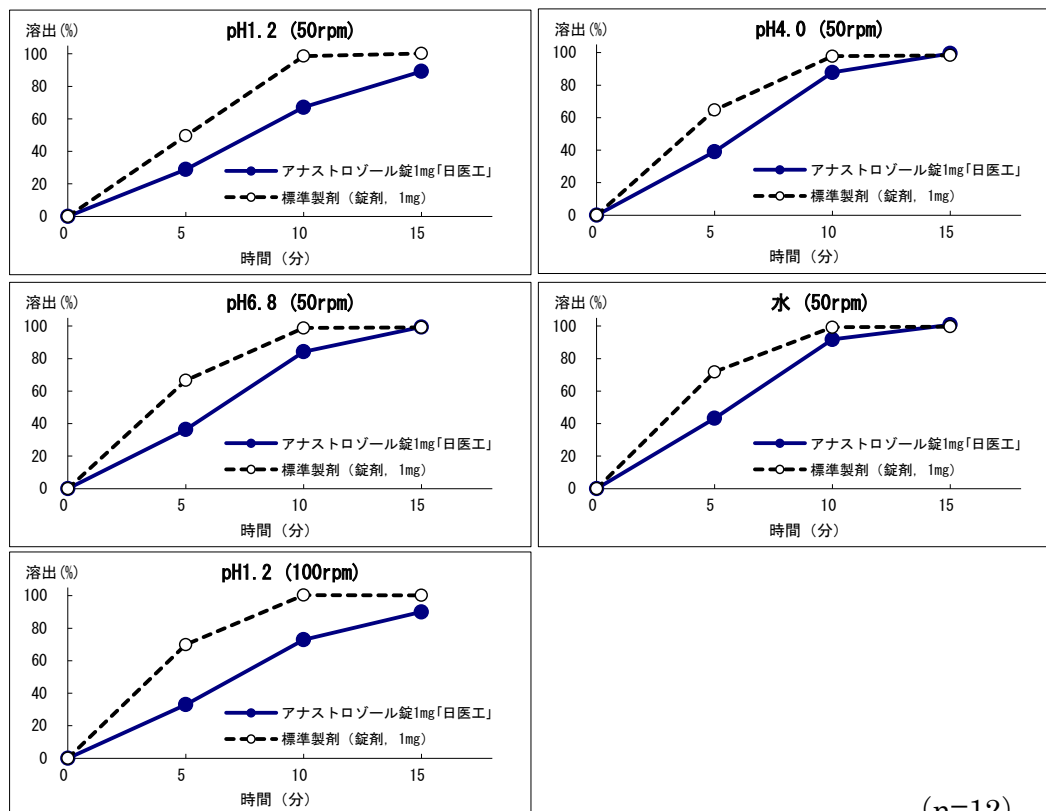 溶出(%)
pH1.2 (50rpm)
100
80
60
40
20
0
0
5
10
15
時間（分）
アナストロゾール錠1mg「日医工」
標準製剤（錠剤, 1mg）
溶出(%)
pH4.0 (50rpm)
100
80
60
40
20
0
0
5
10
15
時間（分）
アナストロゾール錠1mg「日医工」
標準製剤（錠剤, 1mg）
溶出(%)
pH6.8 (50rpm)
100
80
60
40
20
0
0
5
10
15
時間（分）
アナストロゾール錠1mg「日医工」
標準製剤（錠剤, 1mg）
溶出(%)
水 (50rpm)
100
80
60
40
20
0
0
5
10
15
時間（分）
アナストロゾール錠1mg「日医工」
標準製剤（錠剤, 1mg）
溶出(%)
pH1.2 (100rpm)
100
80
60
40
20
0
0
5
10
15
時間（分）
アナストロゾール錠1mg「日医工」
標準製剤（錠剤, 1mg）
(n=12)